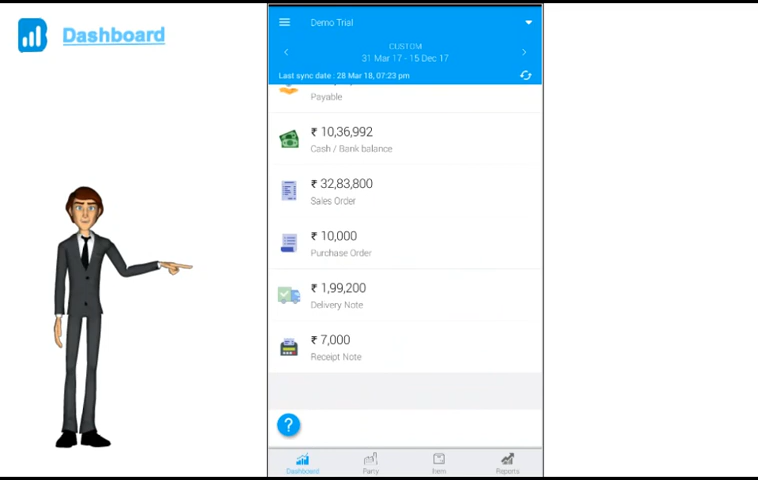 Dashboard
Demo Trial
CUSTOM
31 Mar 17 - 15 Dec 17
Last sync date : 28 Mar 18, 07:23 pm
Payable
₹ 10,36,992
Cash / Bank balance
₹ 32,83,800
Sales Order
₹ 10,000
Purchase Order
₹ 1,99,200
Delivery Note
₹ 7,000
Receipt Note
?
Dashboard Party Item Reports